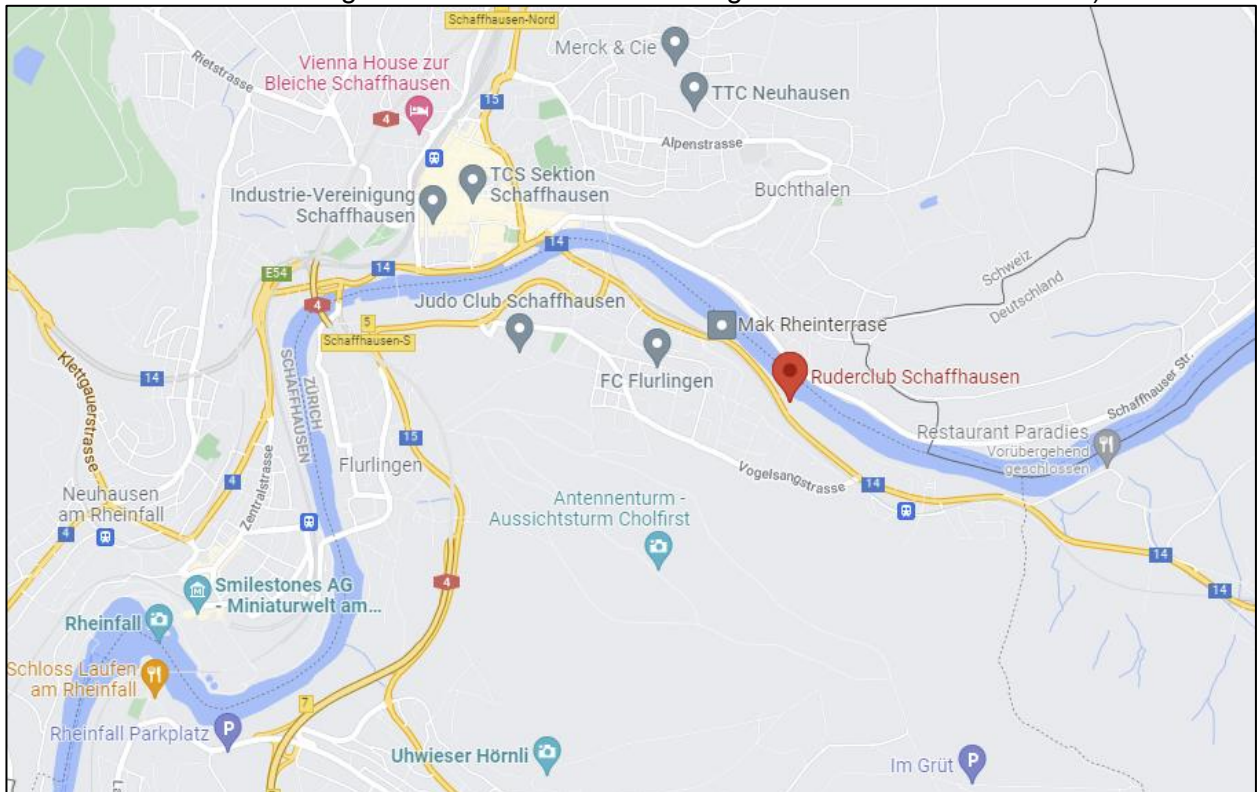 Schaffhausen-Nord
Merck & Cie
Rietstrasse
Vienna House zur
Bleiche Schaffhausen
TTC Neuhausen
15
4
Alpenstrasse
TCS Sektion
Schaffhausen
Buchthalen
Industrie-Vereinigung
Schaffhausen
14
Schweiz
Deutschland
E54
14
4
Judo Club Schaffhausen
5
Mak Rheinterrase
Schaffhausen-S
ZÜRICH
SCHAFFHAUSEN
Klettgauerstrasse
14
FC Flurlingen
Ruderclub Schaffhausen
Schaffhauser Str.
Restaurant Paradies
Vorübergehend
geschlossen
15
Flurlingen
Vogelsangstrasse
4
Zentralstrasse
14
Neuhausen
am Rheinfall
Antennenturm -
Aussichtsturm Cholfirst
4
14
4
14
Smilestones AG
- Miniaturwelt am...
Rheinfall
Schloss Laufen
am Rheinfall
7
P
Rheinfall Parkplatz
Uhwieser Hörnli
Im Grüt
P